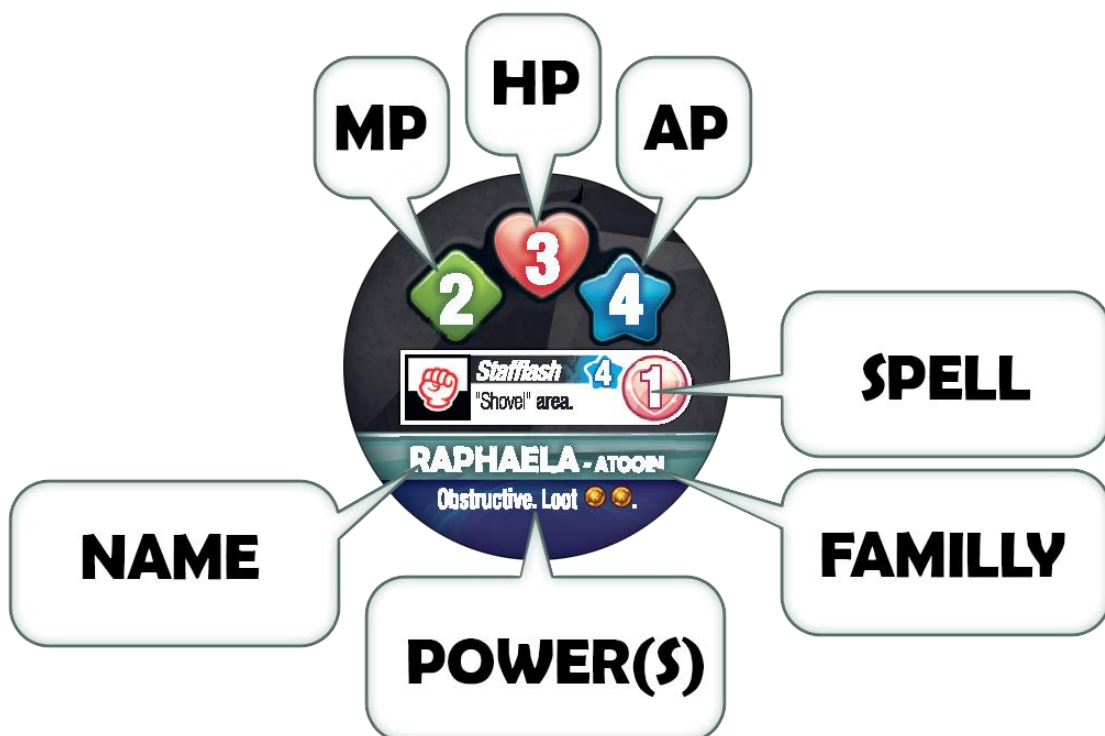 HP
MP
AP
3
2
4
Stafflash 4
1
"Shovel" area.
SPELL
RAPHAELA - ATOOIN
Obstructive. Loot .
NAME
FAMILLY
POWER(S)